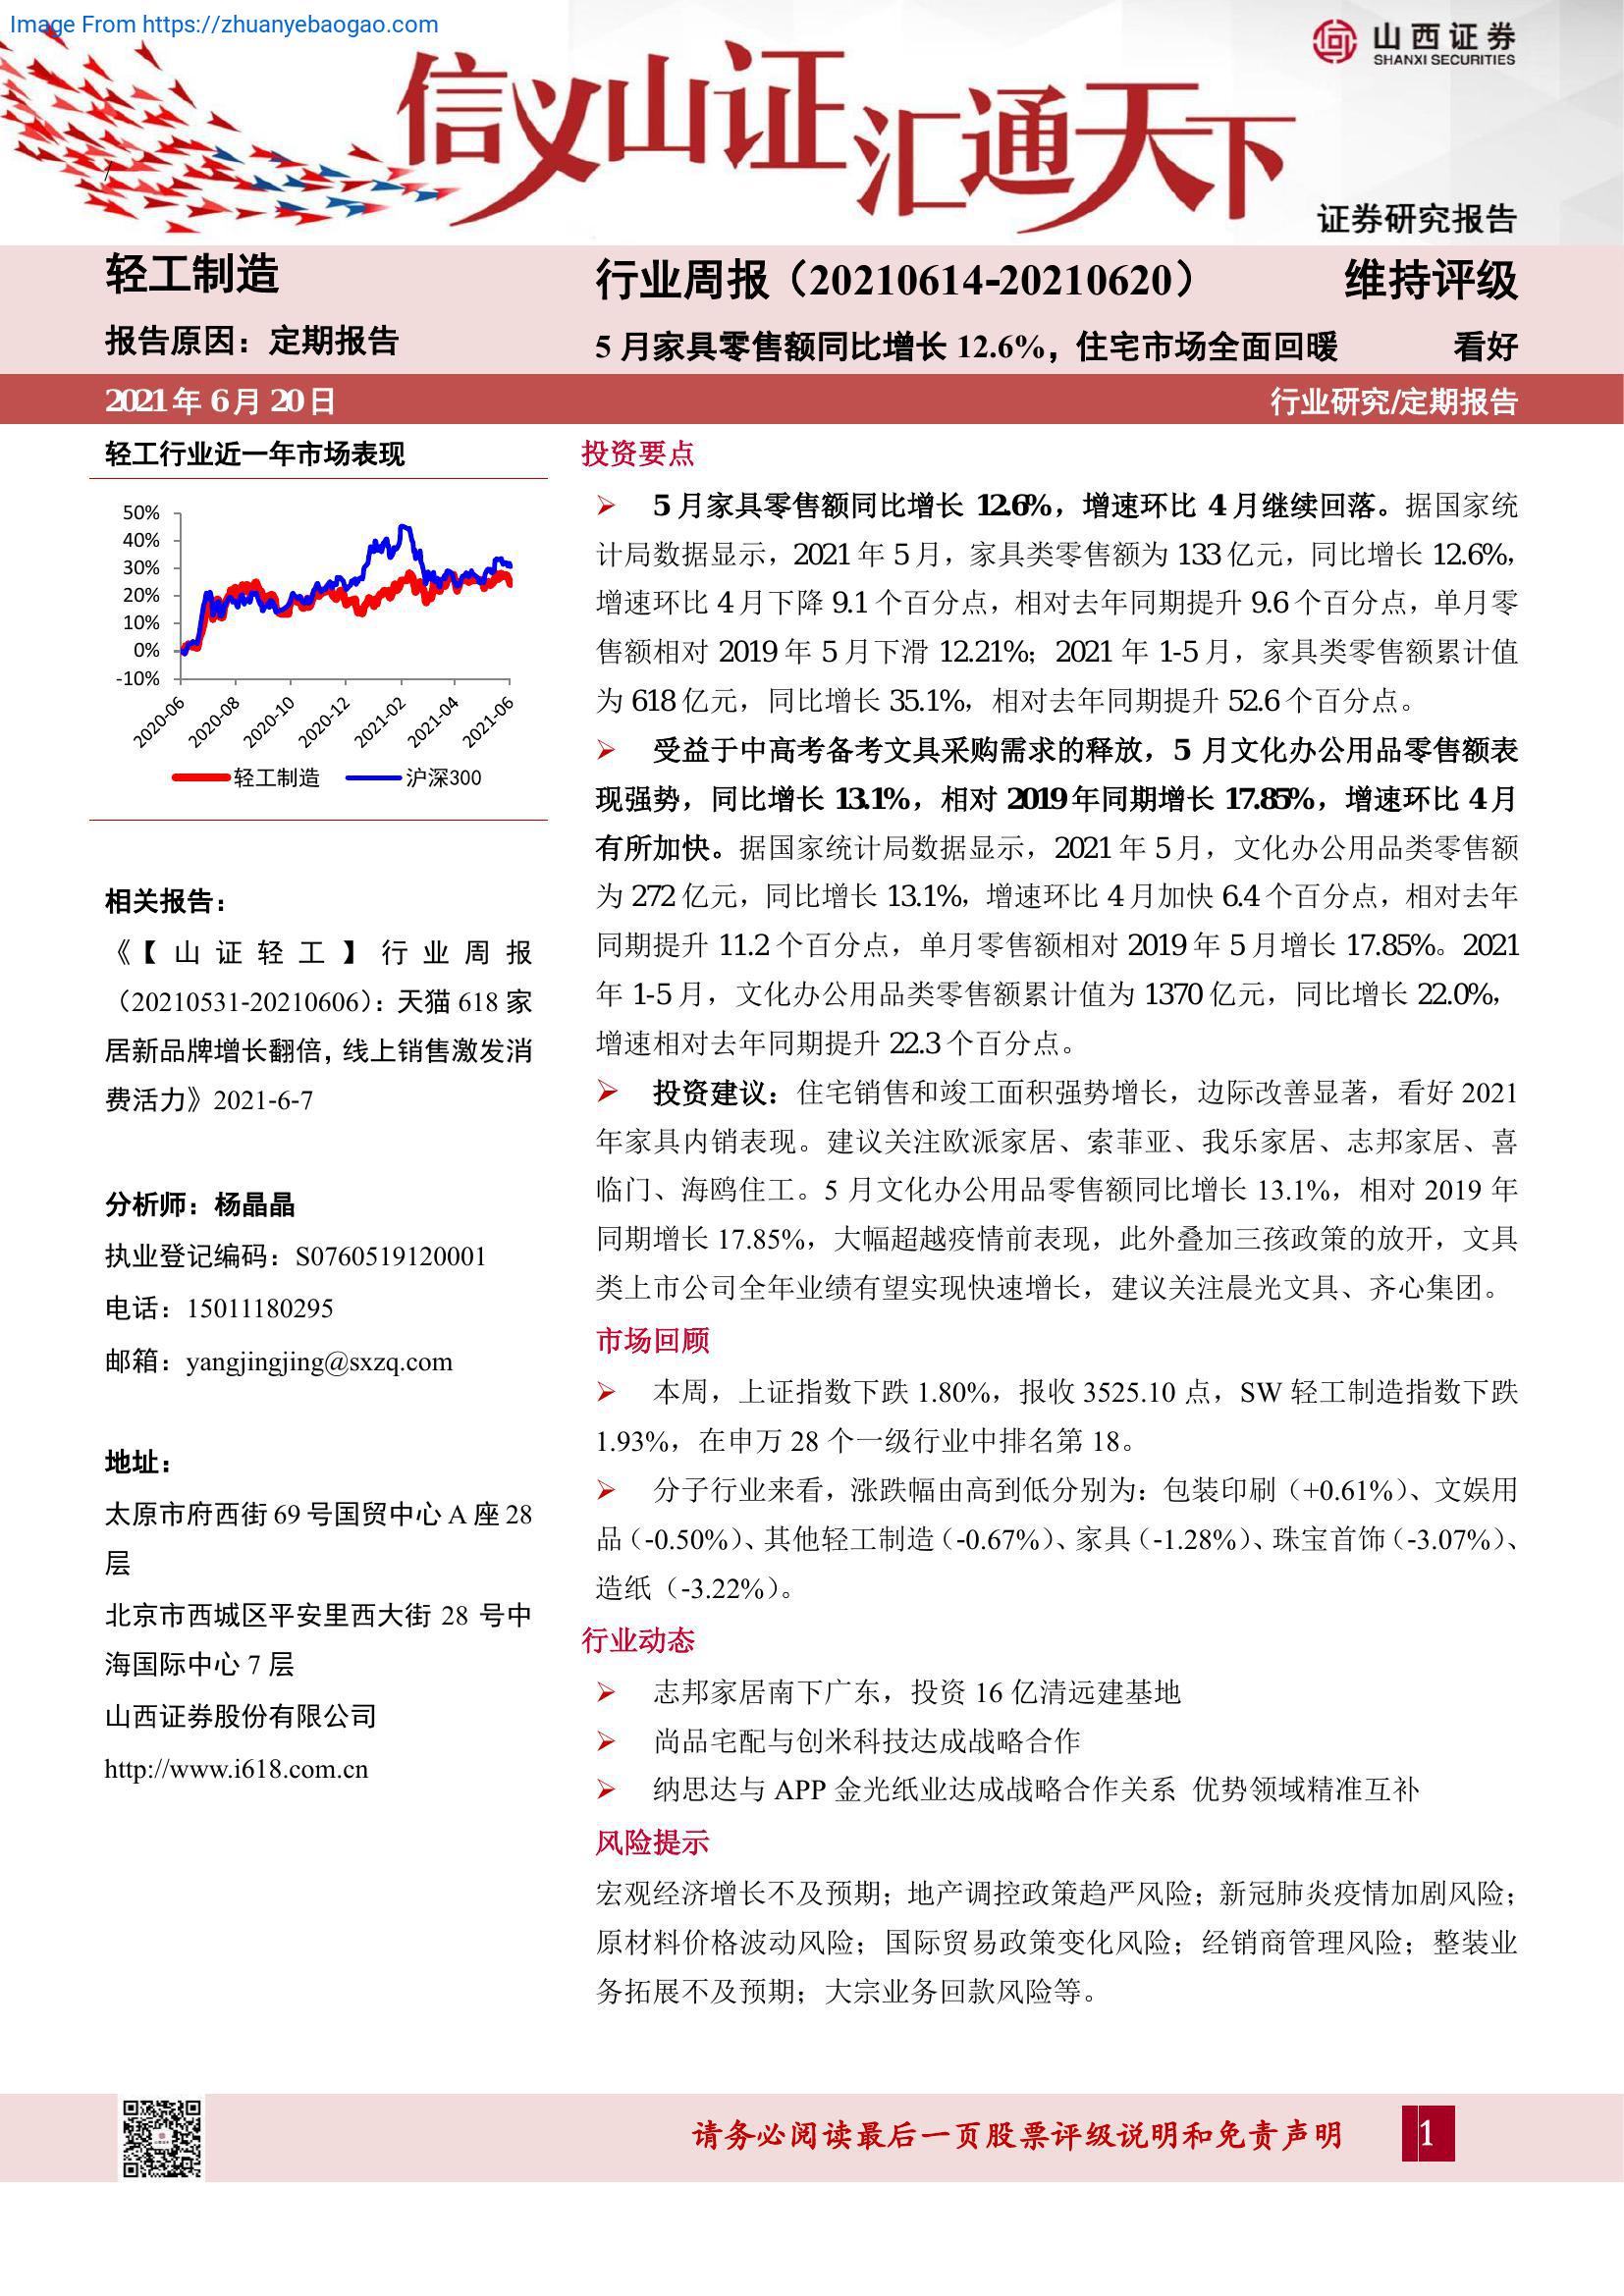 Image From https://zhuanyebaogao.com
山西证券
SHANXI SECURITIES
信义山证汇通天下
证券研究报告
轻工制造
行业周报（20210614-20210620）
维持评级
报告原因：定期报告
5 月家具零售额同比增长 12.6%，住宅市场全面回暖
看好
2021 年 6 月 20 日
行业研究/定期报告
轻工行业近一年市场表现
50%
40%
30%
20%
10%
0%
-10%
2020-06
2020-08
2020-10
2020-12
2021-02
2021-04
2021-06
轻工制造
沪深300
相关报告：
《【山证轻工】行业周报
（20210531-20210606）：天猫 618 家
居新品牌增长翻倍，线上销售激发消
费活力》2021-6-7
分析师：杨晶晶
执业登记编码：S0760519120001
电话：15011180295
邮箱：yangjingjing@sxzq.com
地址：
太原市府西街 69 号国贸中心 A 座 28
层
北京市西城区平安里西大街 28 号中
海国际中心 7 层
山西证券股份有限公司
http://www.i618.com.cn
投资要点
➢ 5 月家具零售额同比增长 12.6%，增速环比 4 月继续回落。据国家统
计局数据显示，2021 年 5 月，家具类零售额为 133 亿元，同比增长 12.6%，
增速环比 4 月下降 9.1 个百分点，相对去年同期提升 9.6 个百分点，单月零
售额相对 2019 年 5 月下滑 12.21%；2021 年 1-5 月，家具类零售额累计值
为 618 亿元，同比增长 35.1%，相对去年同期提升 52.6 个百分点。
➢ 受益于中高考备考文具采购需求的释放，5 月文化办公用品零售额表
现强势，同比增长 13.1%，相对 2019 年同期增长 17.85%，增速环比 4 月
有所加快。据国家统计局数据显示，2021 年 5 月，文化办公用品类零售额
为 272 亿元，同比增长 13.1%，增速环比 4 月加快 6.4 个百分点，相对去年
同期提升 11.2 个百分点，单月零售额相对 2019 年 5 月增长 17.85%。2021
年 1-5 月，文化办公用品类零售额累计值为 1370 亿元，同比增长 22.0%，
增速相对去年同期提升 22.3 个百分点。
➢ 投资建议：住宅销售和竣工面积强势增长，边际改善显著，看好 2021
年家具内销表现。建议关注欧派家居、索菲亚、我乐家居、志邦家居、喜
临门、海鸥住工。5 月文化办公用品零售额同比增长 13.1%，相对 2019 年
同期增长 17.85%，大幅超越疫情前表现，此外叠加三孩政策的放开，文具
类上市公司全年业绩有望实现快速增长，建议关注晨光文具、齐心集团。
市场回顾
➢ 本周，上证指数下跌 1.80%，报收 3525.10 点，SW 轻工制造指数下跌
1.93%，在申万 28 个一级行业中排名第 18。
➢ 分子行业来看，涨跌幅由高到低分别为：包装印刷（+0.61%）、文娱用
品（-0.50%）、其他轻工制造（-0.67%）、家具（-1.28%）、珠宝首饰（-3.07%）、
造纸（-3.22%）。
行业动态
➢ 志邦家居南下广东，投资 16 亿清远建基地
➢ 尚品宅配与创米科技达成战略合作
➢ 纳思达与 APP 金光纸业达成战略合作关系 优势领域精准互补
风险提示
宏观经济增长不及预期；地产调控政策趋严风险；新冠肺炎疫情加剧风险；
原材料价格波动风险；国际贸易政策变化风险；经销商管理风险；整装业
务拓展不及预期；大宗业务回款风险等。
请务必阅读最后一页股票评级说明和免责声明
1